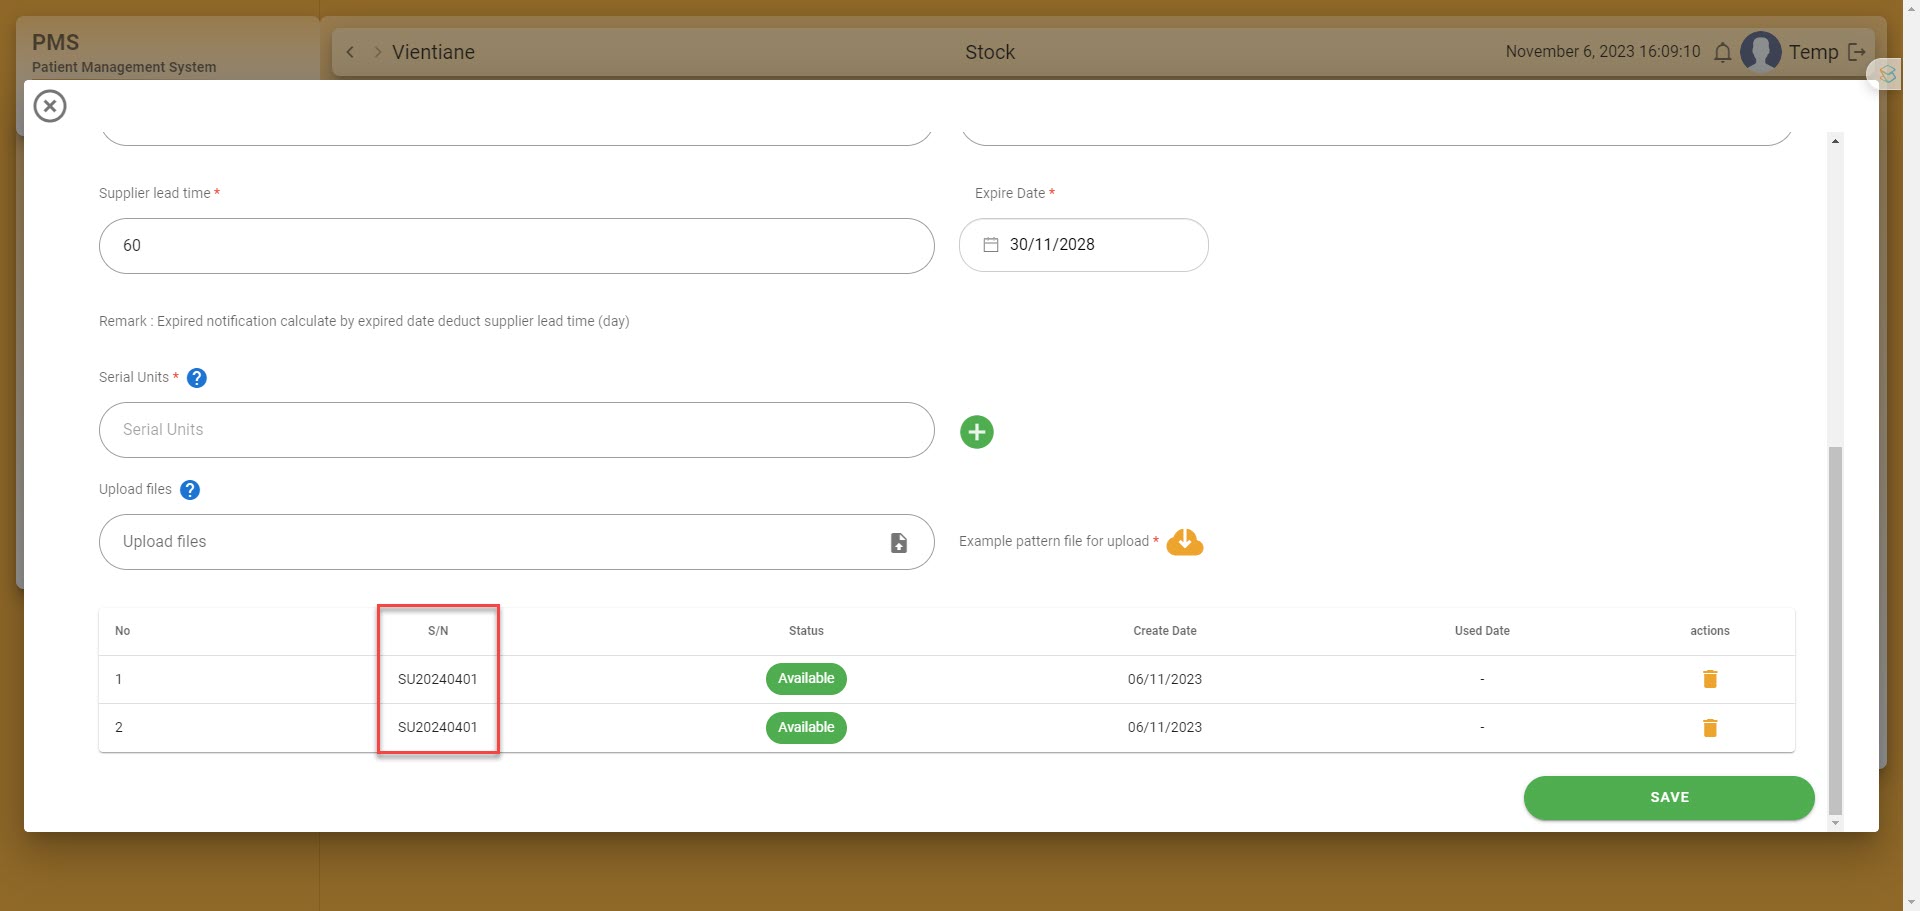 PMS
Patient Management System
Vientiane
Stock
November 6, 2023 16:09:10
Temp
Supplier lead time *
Expire Date *
60
30/11/2028
Remark : Expired notification calculate by expired date deduct supplier lead time (day)
Serial Units * ?
Serial Units
Upload files ?
Upload files
Example pattern file for upload *
No S/N Status Create Date Used Date actions
1 SU20240401 Available 06/11/2023 -
2 SU20240401 Available 06/11/2023 -
SAVE